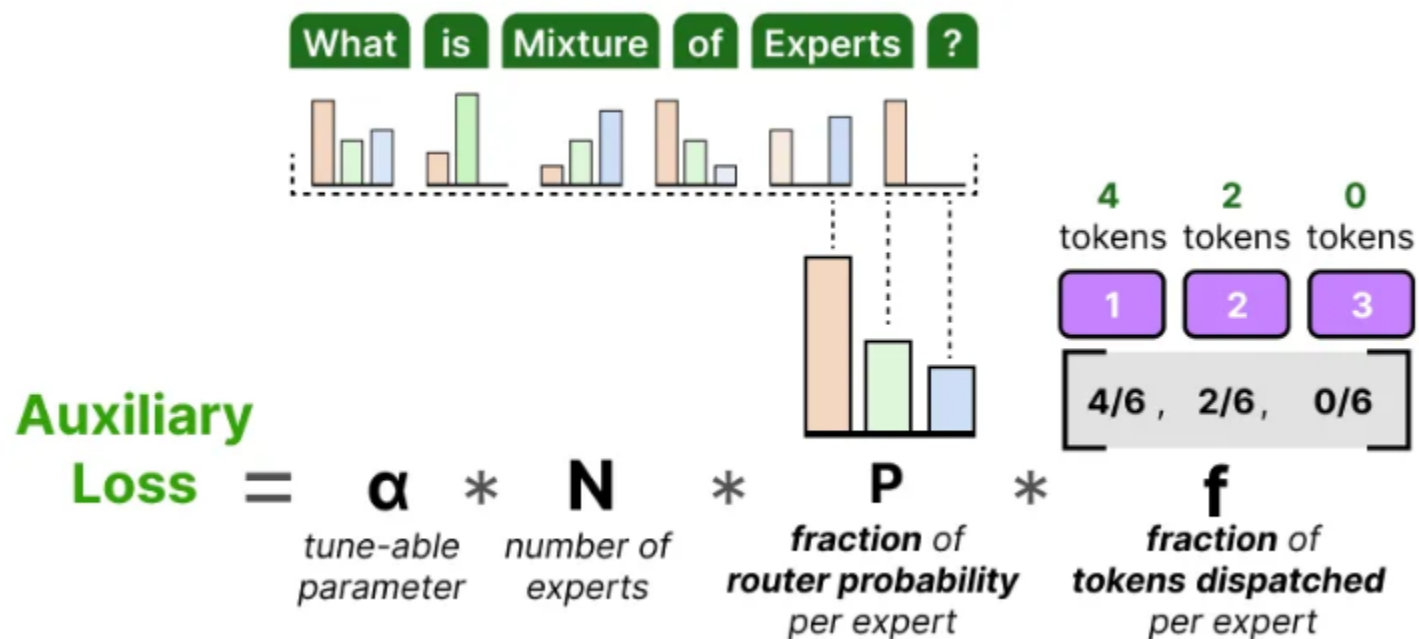 What is Mixture of Experts ?
4 2 0
tokens tokens tokens
1 2 3
4/6 , 2/6 , 0/6
Auxiliary
Loss = α * N * P * f
tune-able
parameter
number of
experts
fraction of
router probability
per expert
fraction of
tokens dispatched
per expert